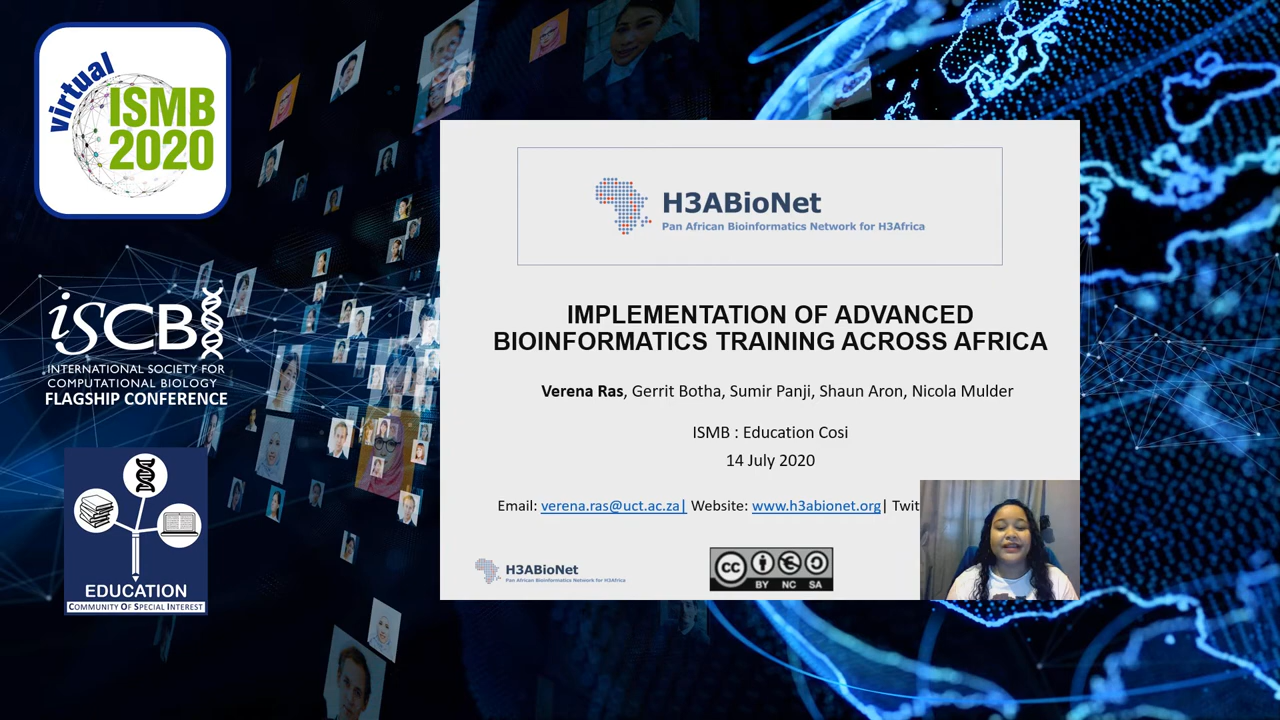 virtual
ISMB
2020
iSCB
INTERNATIONAL SOCIETY FOR
COMPUTATIONAL BIOLOGY
FLAGSHIP CONFERENCE
EDUCATION
COMMUNITY OF SPECIAL INTEREST
H3ABioNet
Pan African Bioinformatics Network for H3Africa
IMPLEMENTATION OF ADVANCED
BIOINFORMATICS TRAINING ACROSS AFRICA
Verena Ras, Gerrit Botha, Sumir Panji, Shaun Aron, Nicola Mulder
ISMB : Education Cosi
14 July 2020
Email: verena.ras@uct.ac.za| Website: www.h3abionet.org| Twit
H3ABioNet
Pan African Bioinformatics Network for H3Africa
cc BY NC SA